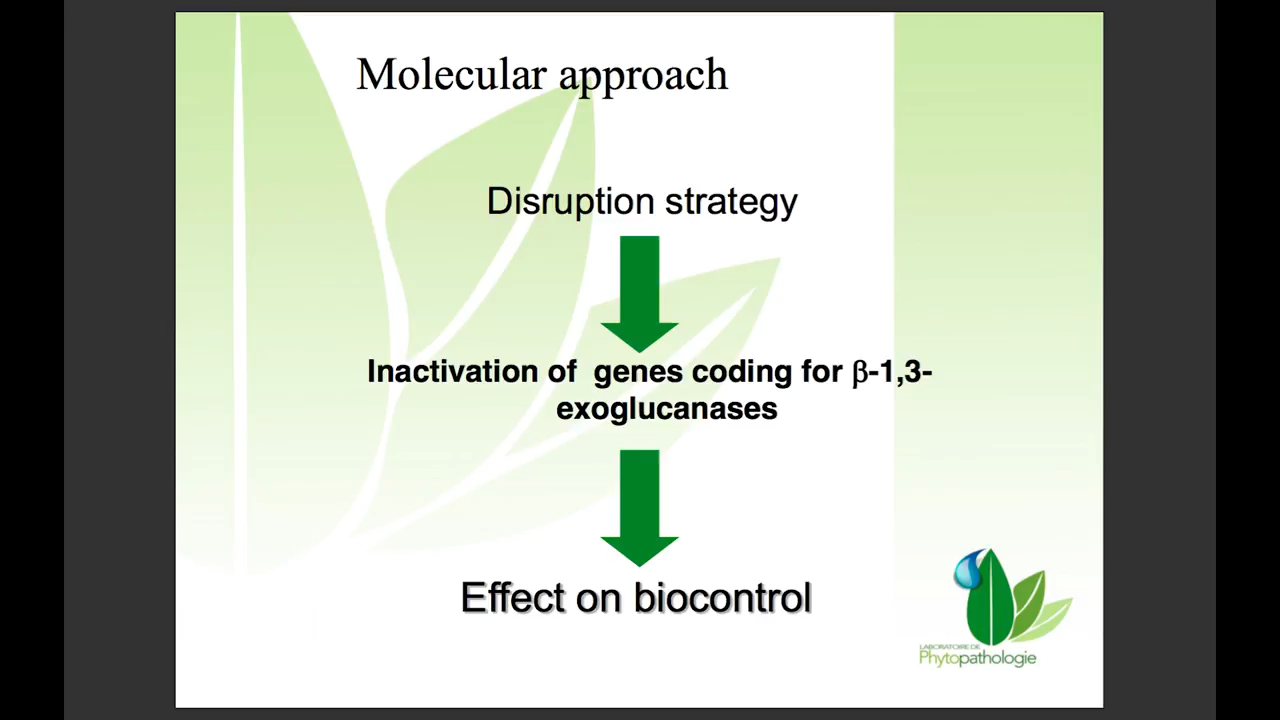 Molecular approach
Disruption strategy
Inactivation of genes coding for β-1,3-
exoglucanases
Effect on biocontrol
LABORATOIRE DE
Phytopathologie